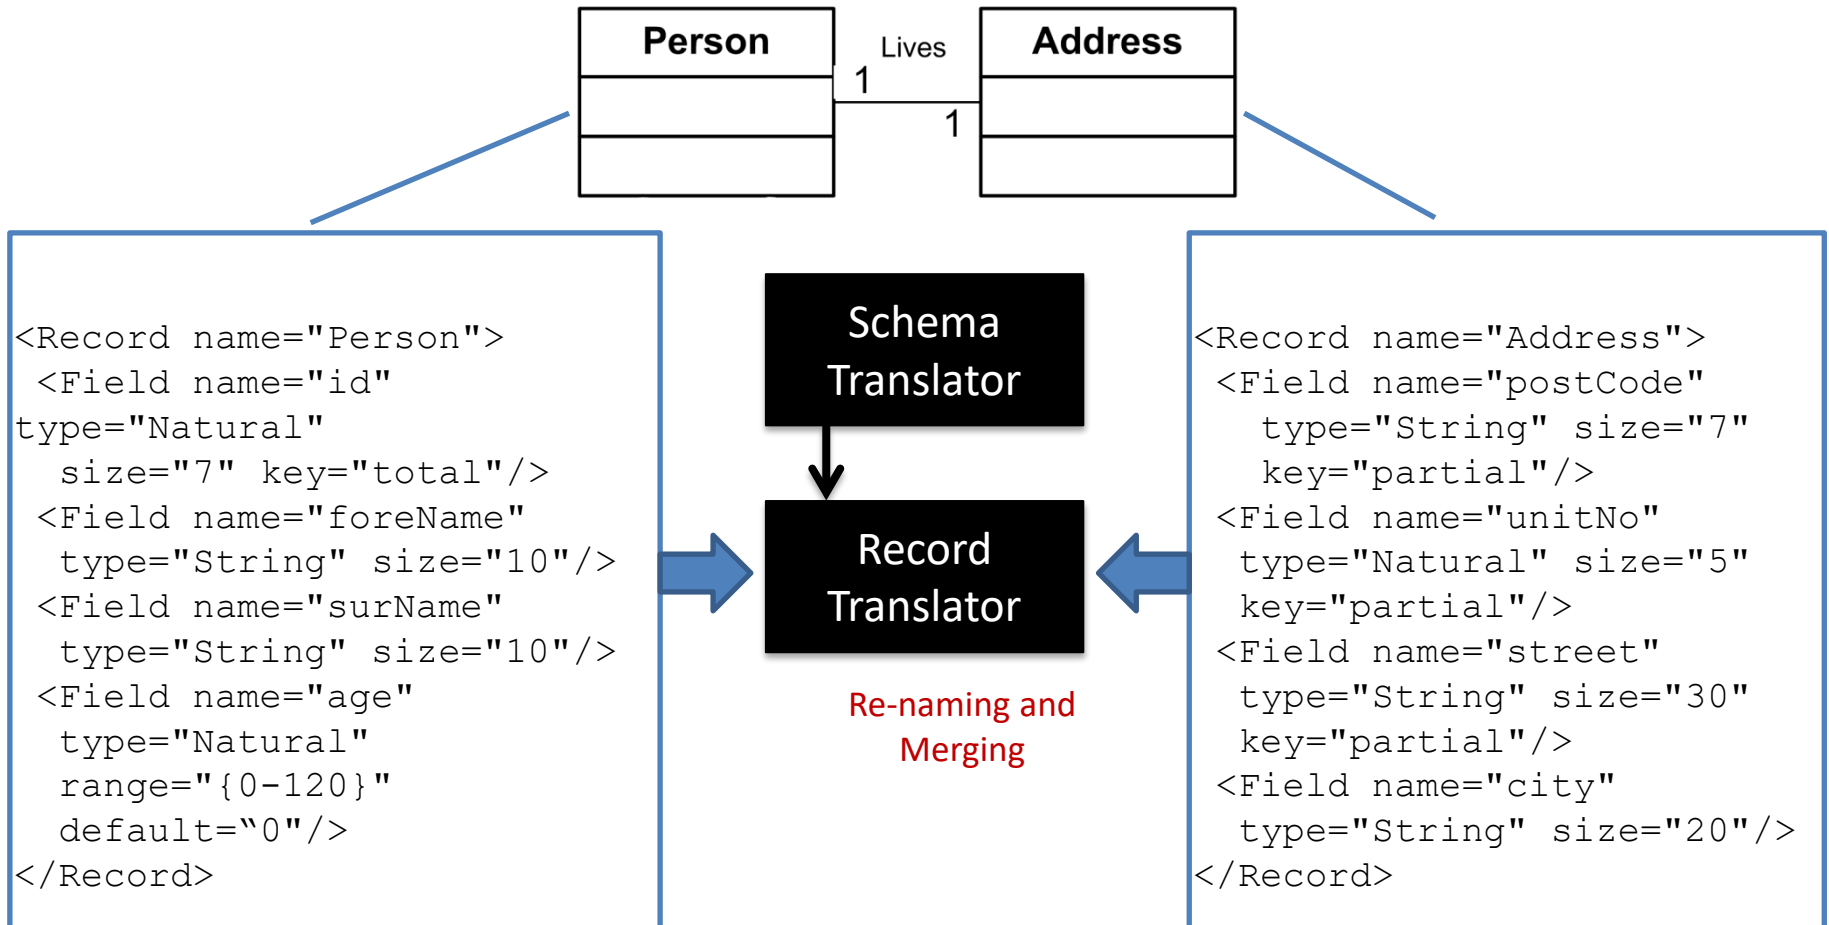 Person
Lives
Address
1
1
<Record name="Person">
<Field name="id"
type="Natural"
size="7" key="total"/>
<Field name="foreName"
type="String" size="10"/>
<Field name="surName"
type="String" size="10"/>
<Field name="age"
type="Natural"
range="{0-120}"
default=“0"/>
</Record>
Schema
Translator
Record
Translator
Re-naming and
Merging
<Record name="Address">
<Field name="postCode"
type="String" size="7"
key="partial"/>
<Field name="unitNo"
type="Natural" size="5"
key="partial"/>
<Field name="street"
type="String" size="30"
key="partial"/>
<Field name="city"
type="String" size="20"/>
</Record>